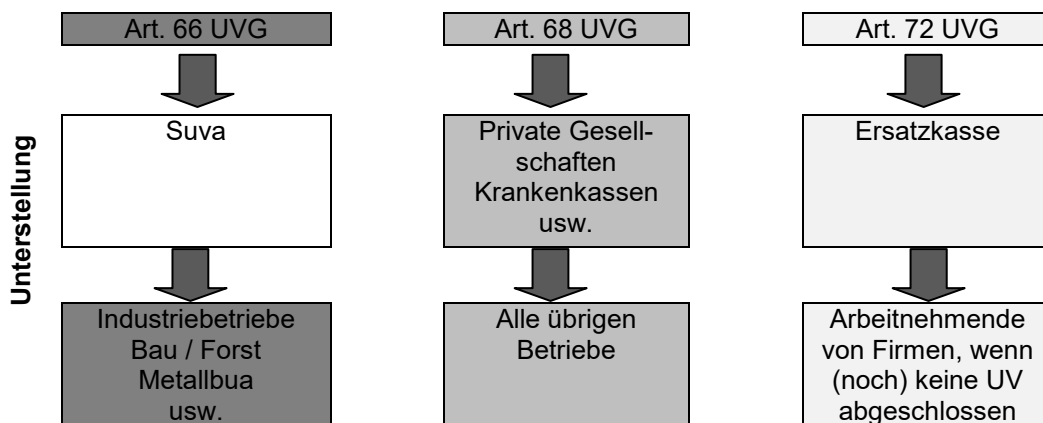 Art. 66 UVG
Art. 68 UVG
Art. 72 UVG
Unterstellung
Suva
Private Gesell-
schaften
Krankenkassen
usw.
Ersatzkasse
Industriebetriebe
Bau / Forst
Metallbua
usw.
Alle übrigen
Betriebe
Arbeitnehmende
von Firmen, wenn
(noch) keine UV
abgeschlossen